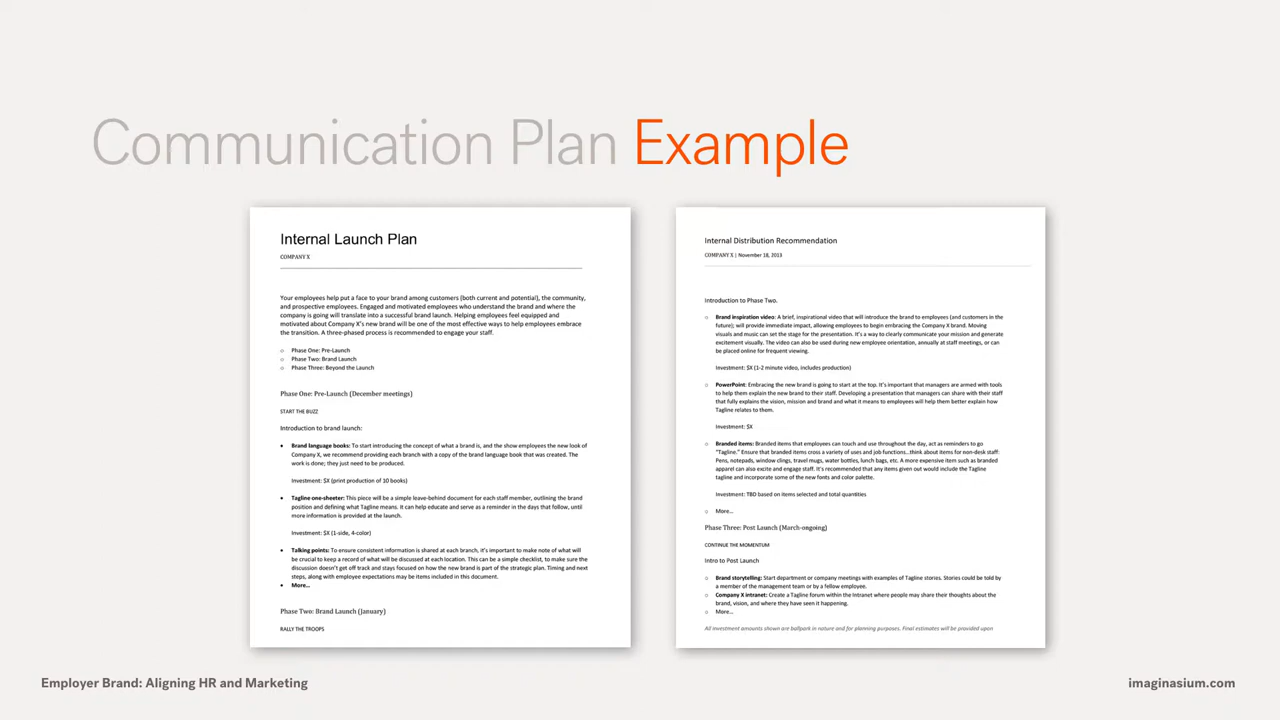 Communication Plan Example
Internal Launch Plan
COMPANY X
Your employees help put a face to your brand among customers (both current and potential), the community,
and prospective employees. Engaged and motivated employees who understand the brand and where the
company is going will translate into a successful brand launch. Helping employees feel equipped and
motivated about Company X's new brand will be one of the most effective ways to help employees embrace
the transition. A three-phased process is recommended to engage your staff.
o Phase One: Pre-Launch
o Phase Two: Brand Launch
o Phase Three: Beyond the Launch
Phase One: Pre-Launch (December meetings)
START THE BUZZ
Introduction to brand launch:
• Brand language books: To start introducing the concept of what a brand is, and the show employees the new look of
Company X, we recommend providing each branch with a copy of the brand language book that was created. The
work is done; they just need to be produced.
Investment: $X (print production of 10 books)
• Tagline one-sheeter: This piece will be a simple leave-behind document for each staff member, outlining the brand
position and defining what Tagline means. It can help educate and serve as a reminder in the days that follow, until
more information is provided at the launch.
Investment: $X (1-side, 4-color)
• Talking points: To ensure consistent information is shared at each branch, it's important to make note of what will
be crucial to keep a record of what will be discussed at each location. This can be a simple checklist, to make sure the
discussion doesn't get off track and stays focused on how the new brand is part of the strategic plan. Timing and next
steps, along with employee expectations may be items included in this document.
• More…
Phase Two: Brand Launch (January)
RALLY THE TROOPS
Internal Distribution Recommendation
COMPANY X | November 18, 2013
Introduction to Phase Two.
o Brand inspiration video: A brief, inspirational video that will introduce the brand to employees (and customers in the
future); will provide immediate impact, allowing employees to begin embracing the Company X brand. Moving
visuals and music can set the stage for the presentation. It's a way to clearly communicate your mission and generate
excitement visually. The video can also be used during new employee orientation, annually at staff meetings, or can
be placed online for frequent viewing.
Investment: $X (1-2 minute video, includes production)
o PowerPoint: Embracing the new brand is going to start at the top. It's important that managers are armed with tools
to help them explain the new brand to their staff. Developing a presentation that managers can share with their staff
that fully explains the vision, mission and brand and what it means to employees will help them better explain how
Tagline relates to them.
Investment: $X
o Branded items: Branded items that employees can touch and use throughout the day, act as reminders to go
"Tagline." Ensure that branded items cross a variety of uses and job functions…think about items for non-desk staff:
Pens, notepads, window clings, travel mugs, water bottles, lunch bags, etc. A more expensive item such as branded
apparel can also excite and engage staff. It's recommended that any items given out would include the Tagline
tagline and incorporate some of the new fonts and color palette.
Investment: TBD based on items selected and total quantities
o More…
Phase Three: Post Launch (March-ongoing)
CONTINUE THE MOMENTUM
Intro to Post Launch
o Brand storytelling: Start department or company meetings with examples of Tagline stories. Stories could be told by
a member of the management team or by a fellow employee.
o Company X intranet: Create a Tagline forum within the Intranet where people may share their thoughts about the
brand, vision, and where they have seen it happening.
o More…
All investment amounts shown are ballpark in nature and for planning purposes. Final estimates will be provided upon
Employer Brand: Aligning HR and Marketing
imaginasium.com